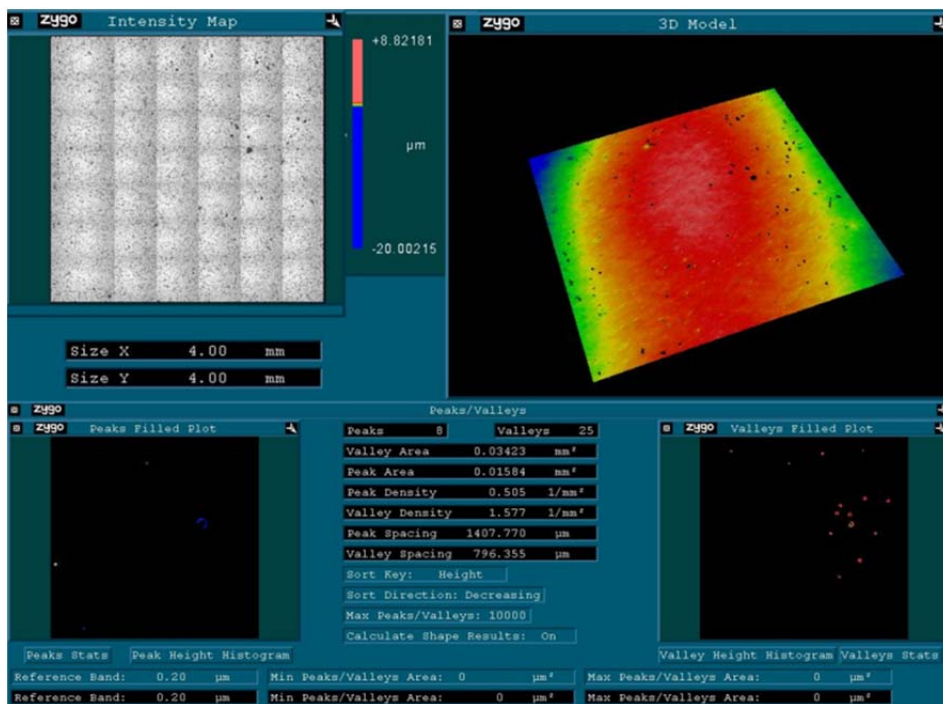 zygo Intensity Map
+8.82181
µm
-20.00215
zygo 3D Model
Size X 4.00 mm
Size Y 4.00 mm
zygo Peaks/Valleys
zygo Peaks Filled Plot
Peaks 8 Valleys 25
Valley Area 0.03423 mm²
Peak Area 0.01584 mm²
Peak Density 0.505 1/mm²
Valley Density 1.577 1/mm²
Peak Spacing 1407.770 µm
Valley Spacing 796.355 µm
Sort Key: Height
Sort Direction: Decreasing
Max Peaks/Valleys: 10000
Calculate Shape Results: On
zygo Valleys Filled Plot
Peaks Stats Peak Height Histogram
Valley Height Histogram Valleys Stats
Reference Band: 0.20 µm Min Peaks/Valleys Area: 0 µm² Max Peaks/Valleys Area: 0 µm²
Reference Band: 0.20 µm Min Peaks/Valleys Area: 0 µm² Max Peaks/Valleys Area: 0 µm²